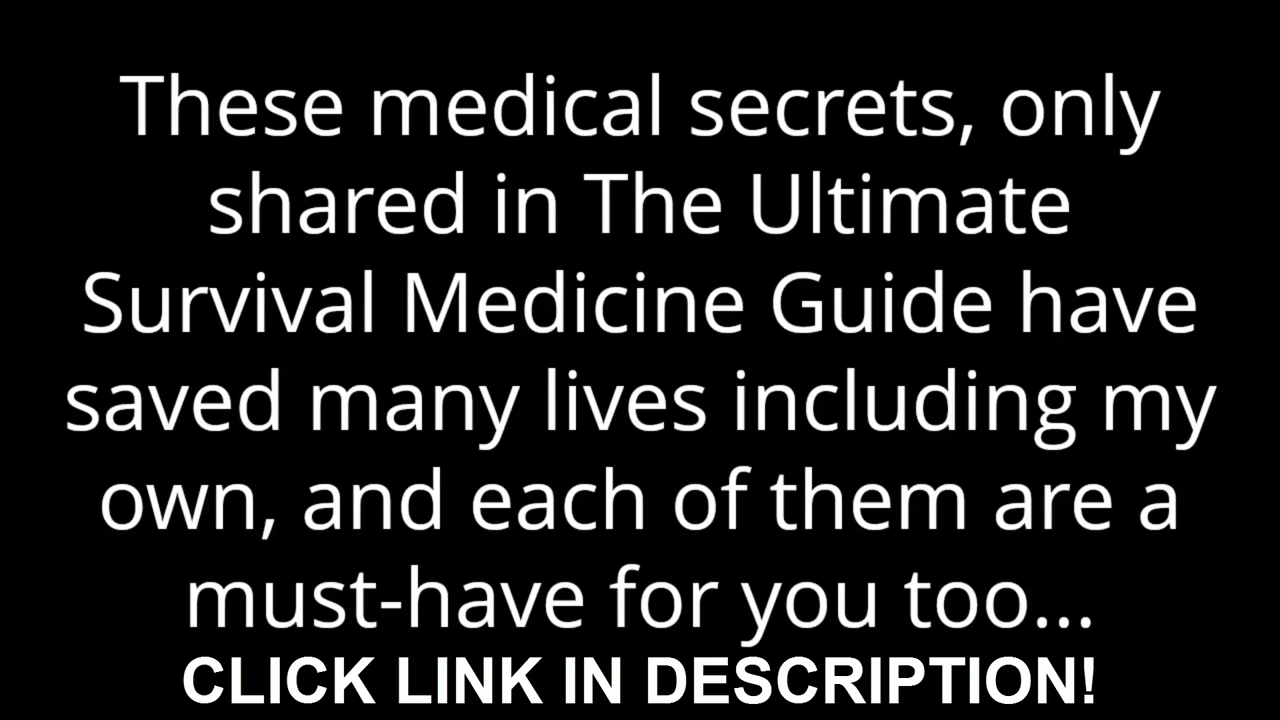 These medical secrets, only
shared in The Ultimate
Survival Medicine Guide have
saved many lives including my
own, and each of them are a
must-have for you too...
CLICK LINK IN DESCRIPTION!